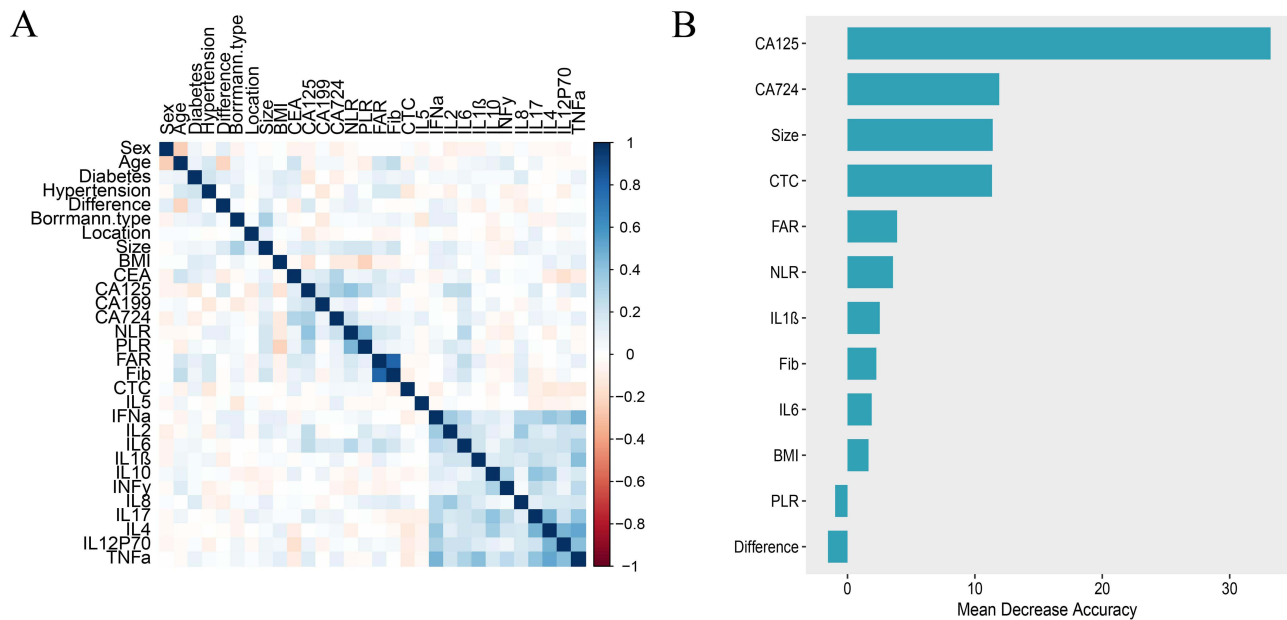 A
Sex
Age
Diabetes
Hypertension
Difference
Borrmann.type
Location
Size
BMI
CEA
CA125
CA199
CA724
NLR
PLR
FAR
Fib
CTC
IL5
IFNa
IL2
IL6
IL1ß
IL10
INFy
IL8
IL17
IL4
IL12P70
TNFa
Sex
Age
Diabetes
Hypertension
Difference
Borrmann.type
Location
Size
BMI
CEA
CA125
CA199
CA724
NLR
PLR
FAR
Fib
CTC
IL5
IFNa
IL2
IL6
IL1ß
IL10
INFy
IL8
IL17
IL4
IL12P70
TNFa
1
0.8
0.6
0.4
0.2
0
−0.2
−0.4
−0.6
−0.8
−1
B
CA125
CA724
Size
CTC
FAR
NLR
IL1ß
Fib
IL6
BMI
PLR
Difference
0 10 20 30
Mean Decrease Accuracy